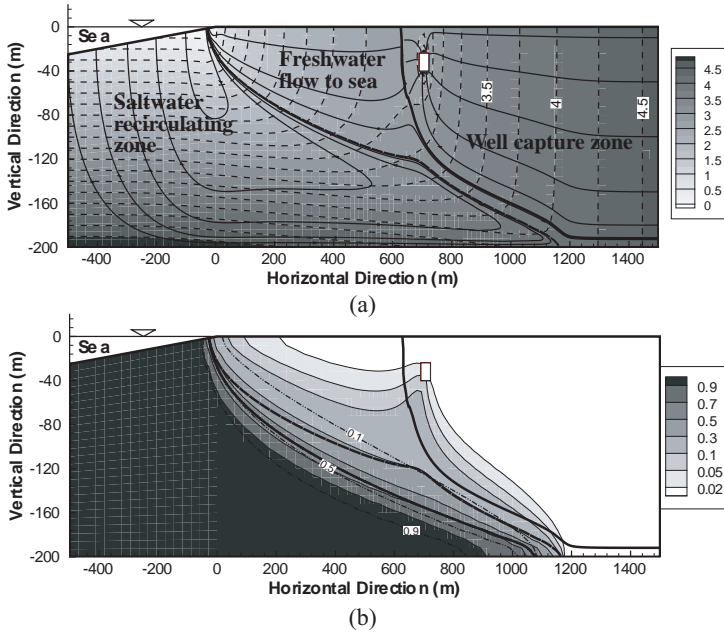 0
-40
-80
-120
-160
-200
Vertical Direction (m)
Sea
Saltwater
recirculating
zone
Freshwater
flow to sea
Well capture zone
3.5
4
4.5
4.5
4
3.5
3
2.5
2
1.5
1
0.5
0
-400 -200 0 200 400 600 800 1000 1200 1400
Horizontal Direction (m)
(a)
0
-40
-80
-120
-160
-200
Vertical Direction (m)
Sea
0.1
0.5
0.9
0.9
0.7
0.5
0.3
0.1
0.05
0.02
-400 -200 0 200 400 600 800 1000 1200 1400
Horizontal Direction (m)
(b)